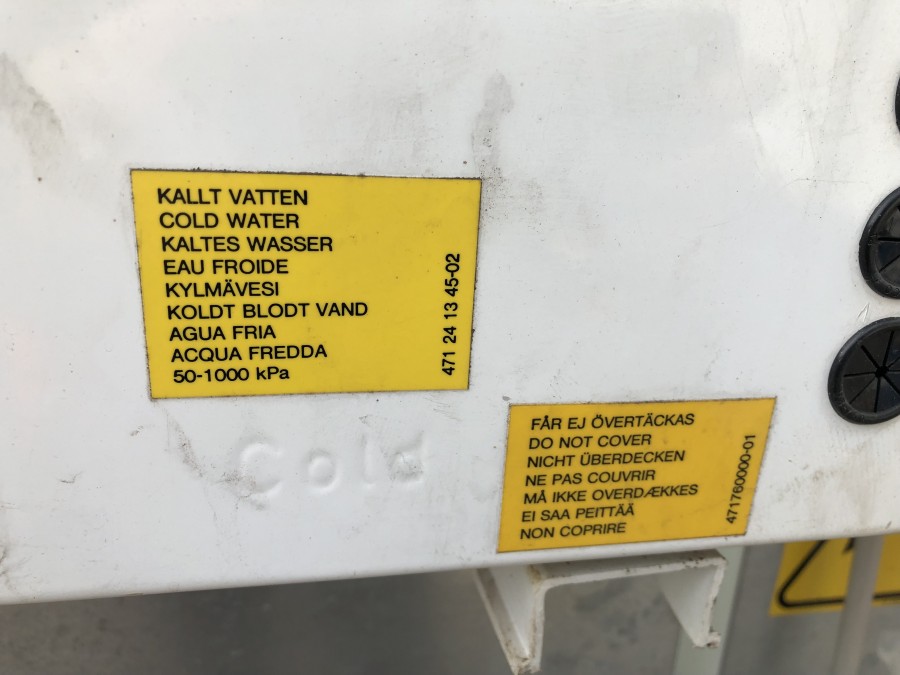 KALLT VATTEN
COLD WATER
KALTES WASSER
EAU FROIDE
KYLMÄVESI
KOLDT BLODT VAND
AGUA FRIA
ACQUA FREDDA
50-1000 kPa
471 24 13 45-02
Cold
FÅR EJ ÖVERTÄCKAS
DO NOT COVER
NICHT ÜBERDECKEN
NE PAS COUVRIR
MÅ IKKE OVERDÆKKES
EI SAA PEITTÄÄ
NON COPRIRE
471760000-01